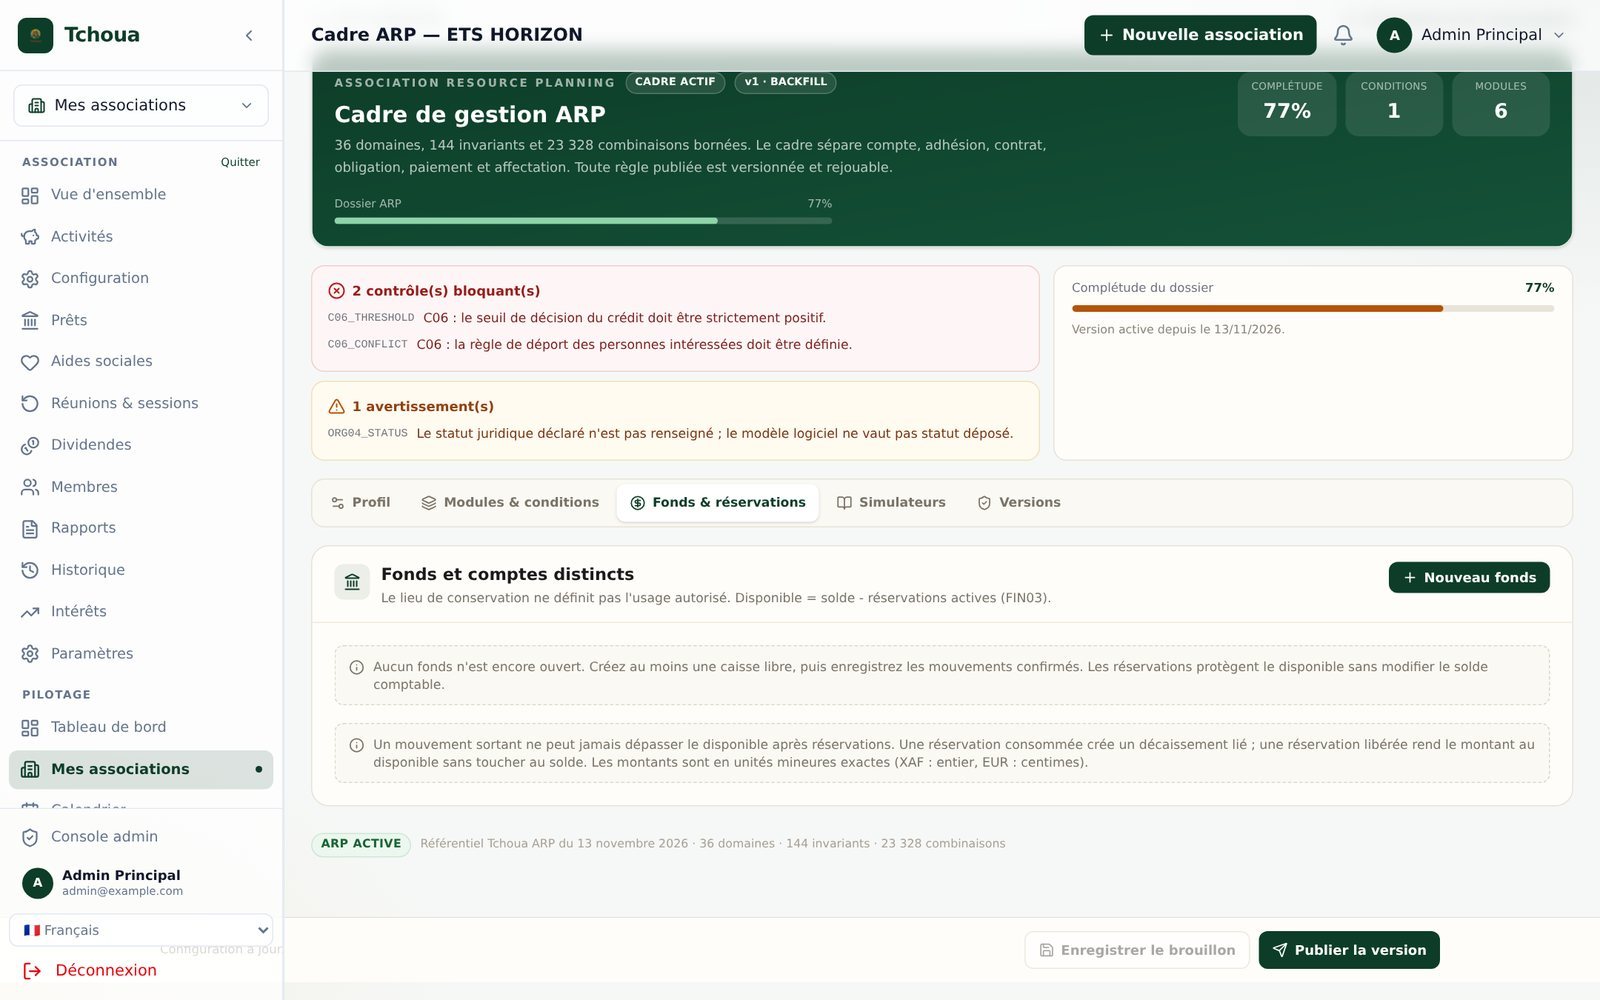 Tchoua
Mes associations
ASSOCIATION
Quitter
Vue d'ensemble
Activités
Configuration
Prêts
Aides sociales
Réunions & sessions
Dividendes
Membres
Rapports
Historique
Intérêts
Paramètres
PILOTAGE
Tableau de bord
Mes associations
Calendrier
Console admin
A
Admin Principal
admin@example.com
Français
Configuration à jour
Déconnexion
Cadre ARP — ETS HORIZON
Nouvelle association
A
Admin Principal
ASSOCIATION RESOURCE PLANNING
CADRE ACTIF
v1 · BACKFILL
Cadre de gestion ARP
36 domaines, 144 invariants et 23 328 combinaisons bornées. Le cadre sépare compte, adhésion, contrat,
obligation, paiement et affectation. Toute règle publiée est versionnée et rejouable.
Dossier ARP
77%
COMPLÉTUDE
77%
CONDITIONS
1
MODULES
6
2 contrôle(s) bloquant(s)
C06_THRESHOLD C06 : le seuil de décision du crédit doit être strictement positif.
C06_CONFLICT C06 : la règle de déport des personnes intéressées doit être définie.
1 avertissement(s)
ORG04_STATUS Le statut juridique déclaré n'est pas renseigné ; le modèle logiciel ne vaut pas statut déposé.
Complétude du dossier
77%
Version active depuis le 13/11/2026.
Profil
Modules & conditions
Fonds & réservations
Simulateurs
Versions
Fonds et comptes distincts
Le lieu de conservation ne définit pas l'usage autorisé. Disponible = solde - réservations actives (FIN03).
Nouveau fonds
Aucun fonds n'est encore ouvert. Créez au moins une caisse libre, puis enregistrez les mouvements confirmés. Les réservations protègent le disponible sans modifier le solde
comptable.
Un mouvement sortant ne peut jamais dépasser le disponible après réservations. Une réservation consommée crée un décaissement lié ; une réservation libérée rend le montant au
disponible sans toucher au solde. Les montants sont en unités mineures exactes (XAF : entier, EUR : centimes).
ARP ACTIVE
Référentiel Tchoua ARP du 13 novembre 2026 · 36 domaines · 144 invariants · 23 328 combinaisons
Enregistrer le brouillon
Publier la version